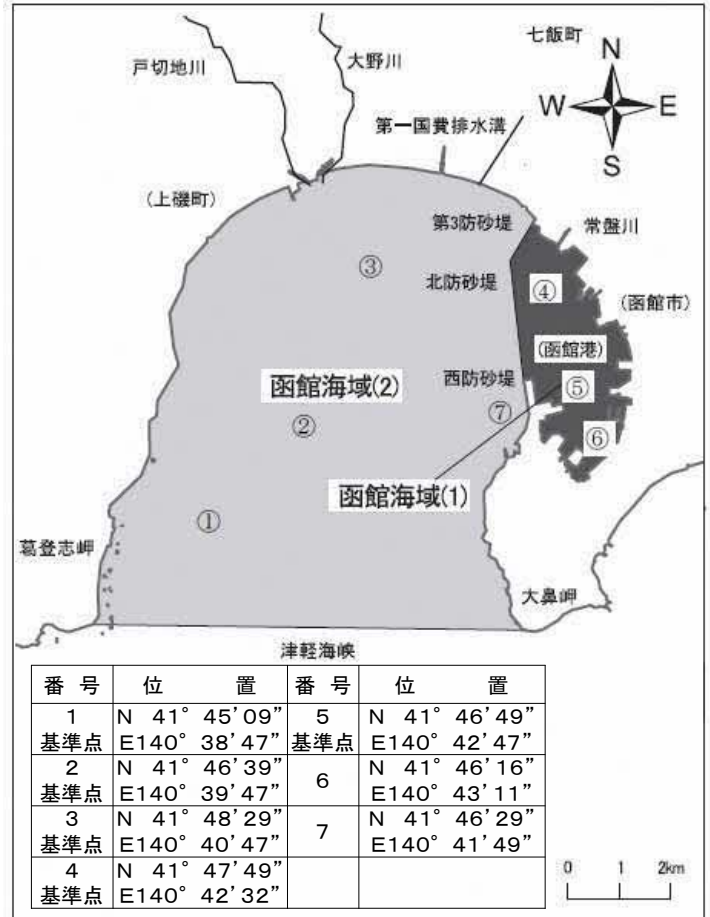 七飯町
戸切地川
大野川
N
W E
S
第一国費排水溝
(上磯町)
第3防砂堤
常盤川
③
北防砂堤
④
(函館市)
(函館港)
西防砂堤
函館海域(2)
⑤
⑦
②
⑥
函館海域(1)
①
葛登志岬
大鼻岬
津軽海峡
番 号 位 置 番 号 位 置
1 N 41° 45'09” 5 N 41° 46'49”
基準点 E140° 38'47” 基準点 E140° 42'47”
2 N 41° 46'39” 6 N 41° 46'16”
基準点 E140° 39'47” E140° 43'11”
3 N 41° 48'29” 7 N 41° 46'29”
基準点 E140° 40'47” E140° 41'49”
4 N 41° 47'49”
基準点 E140° 42'32”
0 1 2km